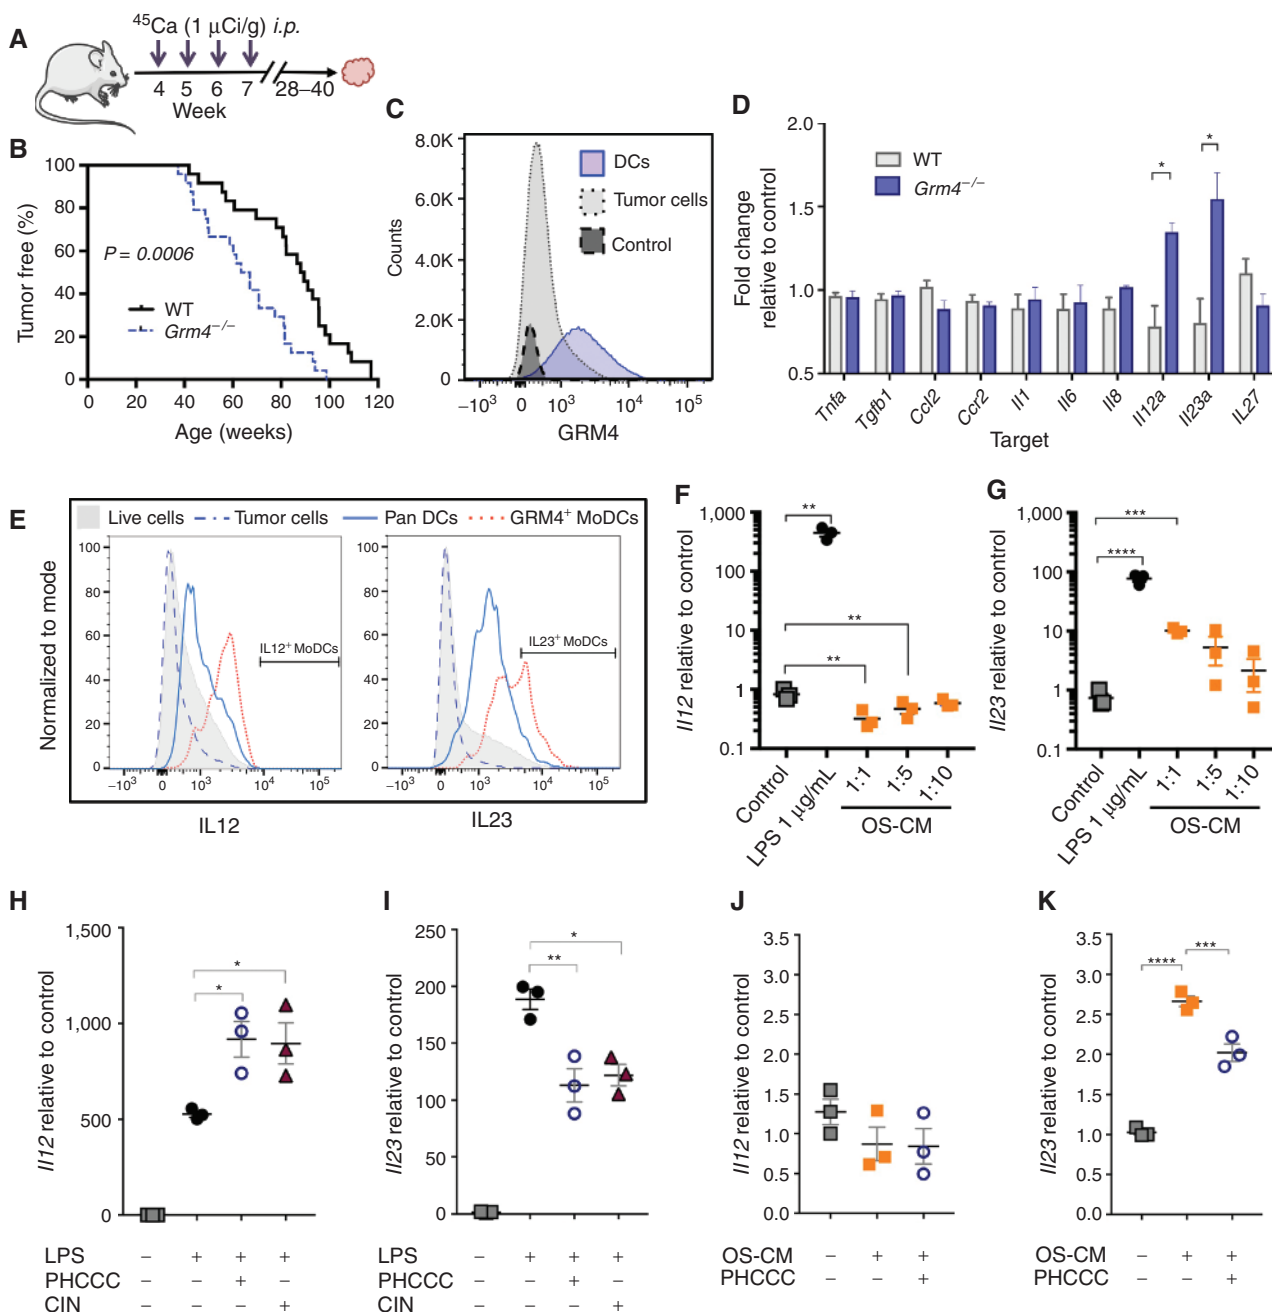 A
⁴⁵Ca (1 μCi/g) i.p.
4 5 6 7 28–40
Week
B
Tumor free (%)
100
80
60
40
20
0
P = 0.0006
WT
Grm4⁻/⁻
0 20 40 60 80 100 120
Age (weeks)
C
Counts
8.0K
6.0K
4.0K
2.0K
0
DCs
Tumor cells
Control
−10³ 0 10³ 10⁴ 10⁵
GRM4
D
Fold change
relative to control
2.0
1.5
1.0
0.5
WT
Grm4⁻/⁻
* *
Tnfa Tgfb1 Ccl2 Ccr2 Il1 Il6 Il8 Il12a Il23a IL27
Target
E
Live cells Tumor cells Pan DCs GRM4⁺ MoDCs
Normalized to mode
100
80
60
40
20
0
IL12⁺ MoDCs
−10³ 0 10³ 10⁴ 10⁵
IL12
100
80
60
40
20
0
IL23⁺ MoDCs
−10³ 0 10³ 10⁴ 10⁵
IL23
F
Il12 relative to control
1,000
100
10
1
0.1
**
**
**
Control LPS 1 μg/mL 1:1 1:5 1:10
OS-CM
G
Il23 relative to control
1,000
100
10
1
0.1
***
****
Control LPS 1 μg/mL 1:1 1:5 1:10
OS-CM
H
Il12 relative to control
1,500
1,000
500
0
*
*
LPS – + + +
PHCCC – – + –
CIN – – – +
I
Il23 relative to control
250
200
150
100
50
0
*
**
LPS – + + +
PHCCC – – + –
CIN – – – +
J
Il12 relative to control
3.5
3.0
2.5
2.0
1.5
1.0
0.5
0.0
OS-CM – + +
PHCCC – – +
K
Il23 relative to control
3.5
3.0
2.5
2.0
1.5
1.0
0.5
0.0
**** ***
OS-CM – + +
PHCCC – – +